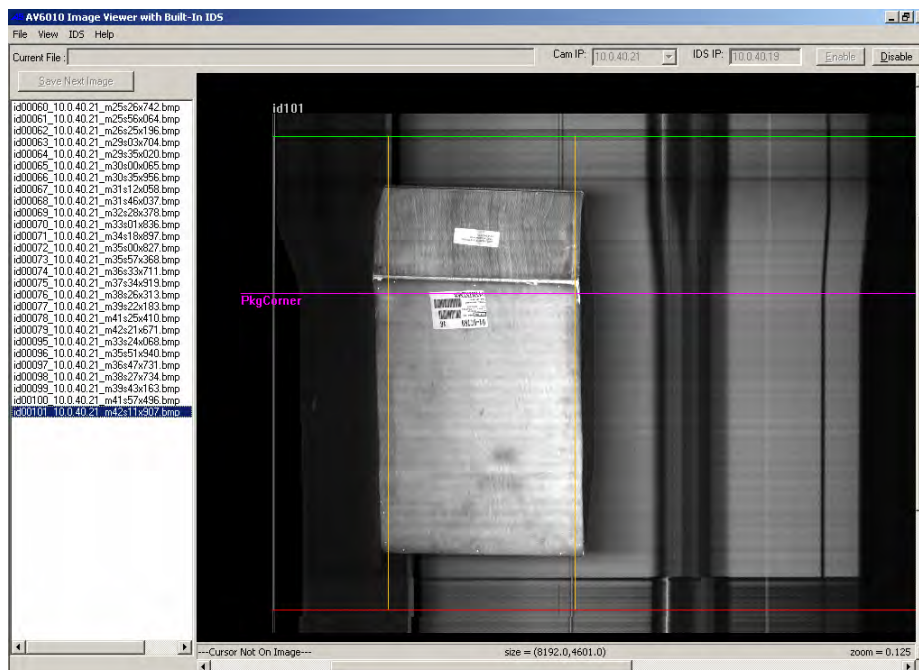 AV6010 Image Viewer with Built-In IDS
File View IDS Help
Current File :
Cam IP: 10.0.40.21 IDS IP: 10.0.40.19 Enable Disable
Save Next Image
id00060_10.0.40.21_m25s26x742.bmp
id00061_10.0.40.21_m25s56x064.bmp
id00062_10.0.40.21_m26s25x196.bmp
id00063_10.0.40.21_m29s03x704.bmp
id00064_10.0.40.21_m29s35x020.bmp
id00065_10.0.40.21_m30s00x065.bmp
id00066_10.0.40.21_m30s35x956.bmp
id00067_10.0.40.21_m31s12x058.bmp
id00068_10.0.40.21_m31s46x037.bmp
id00069_10.0.40.21_m32s28x378.bmp
id00070_10.0.40.21_m33s01x836.bmp
id00071_10.0.40.21_m34s18x897.bmp
id00072_10.0.40.21_m35s00x827.bmp
id00073_10.0.40.21_m35s57x368.bmp
id00074_10.0.40.21_m36s33x711.bmp
id00075_10.0.40.21_m37s34x919.bmp
id00076_10.0.40.21_m38s26x313.bmp
id00077_10.0.40.21_m39s22x183.bmp
id00078_10.0.40.21_m41s25x410.bmp
id00079_10.0.40.21_m42s21x671.bmp
id00095_10.0.40.21_m33s24x068.bmp
id00096_10.0.40.21_m35s51x940.bmp
id00097_10.0.40.21_m36s47x731.bmp
id00098_10.0.40.21_m38s27x734.bmp
id00099_10.0.40.21_m39s43x163.bmp
id00100_10.0.40.21_m41s57x496.bmp
id00101_10.0.40.21_m42s11x907.bmp
id101
PkgCorner
---Cursor Not On Image---
size = (8192.0,4601.0)
zoom = 0.125